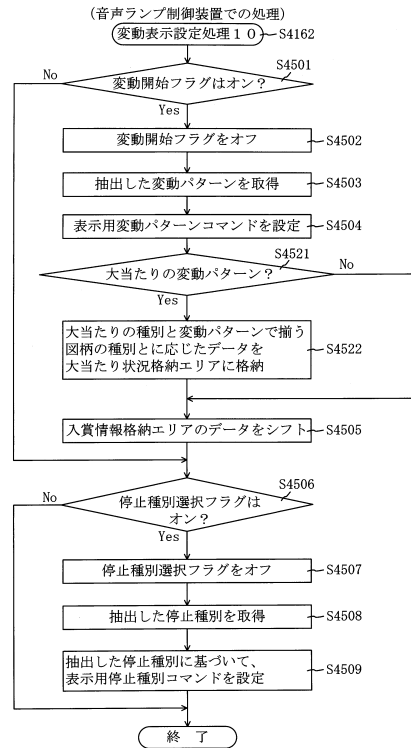 (音声ランプ制御装置での処理)
変動表示設定処理10
S4162
S4501
No
変動開始フラグはオン?
Yes
変動開始フラグをオフ
S4502
抽出した変動パターンを取得
S4503
表示用変動パターンコマンドを設定
S4504
S4521
大当たりの変動パターン?
No
Yes
大当たりの種別と変動パターンで揃う
図柄の種別とに応じたデータを
大当たり状況格納エリアに格納
S4522
入賞情報格納エリアのデータをシフト
S4505
S4506
No
停止種別選択フラグは
オン?
Yes
停止種別選択フラグをオフ
S4507
抽出した停止種別を取得
S4508
抽出した停止種別に基づいて、
表示用停止種別コマンドを設定
S4509
終 了